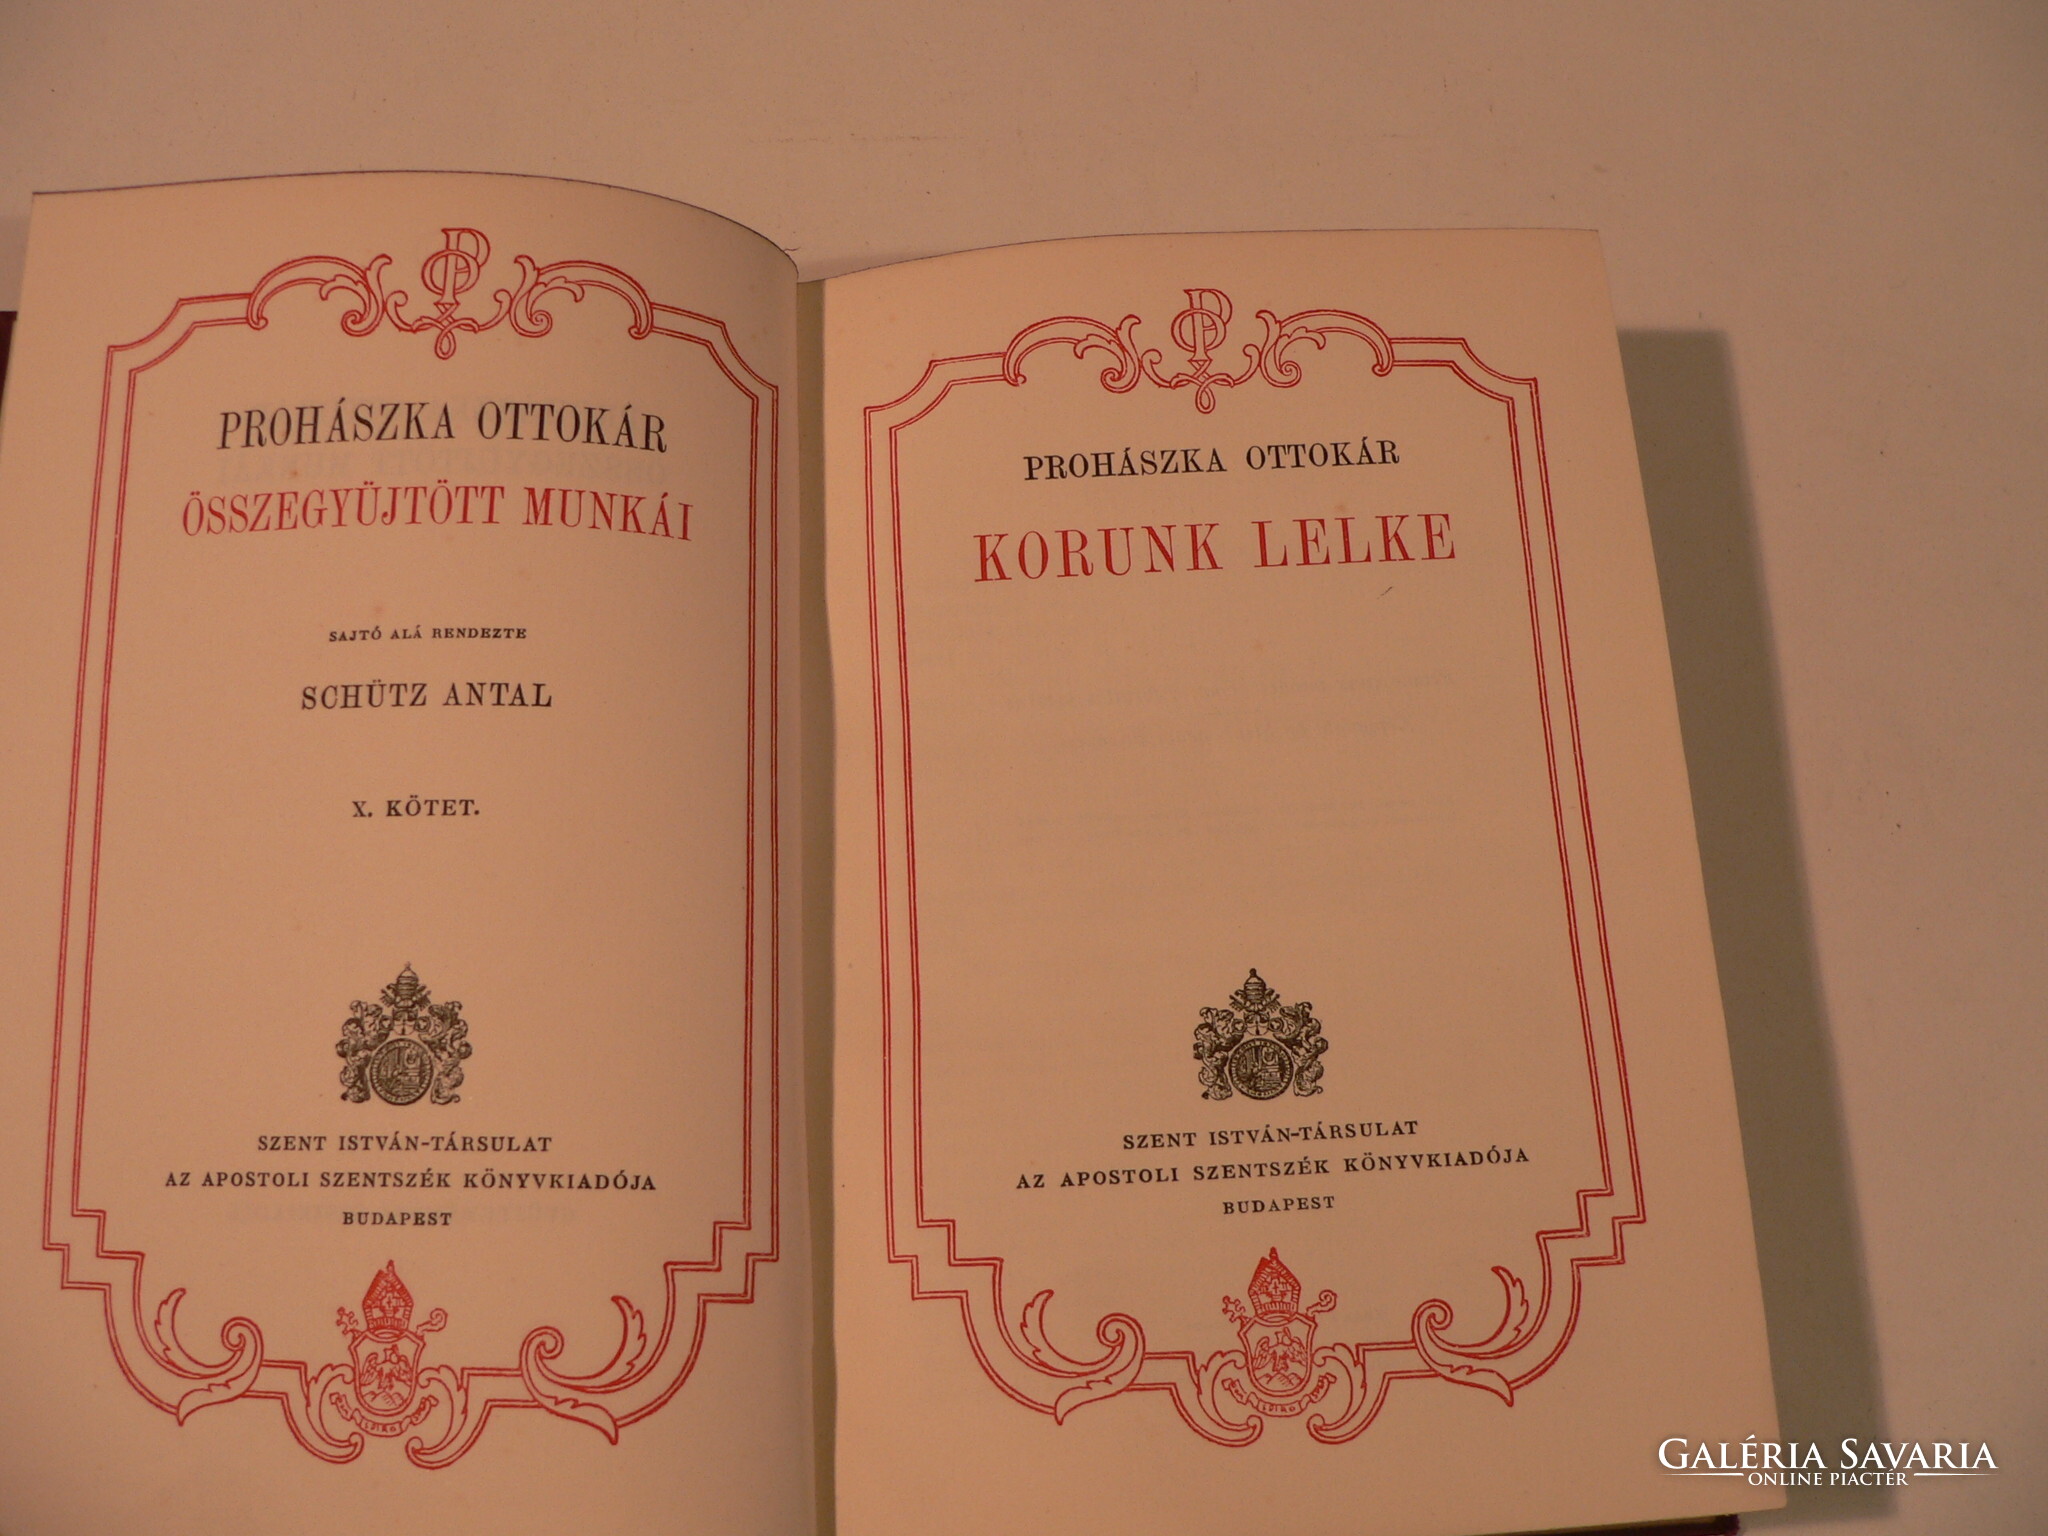 PROHÁSZKA OTTOKÁR
ÖSSZEGYÜJTÖTT MUNKÁI
SAJTÓ ALÁ RENDEZTE
SCHÜTZ ANTAL
X. KÖTET.
SZENT ISTVÁN-TÁRSULAT
AZ APOSTOLI SZENTSZÉK KÖNYVKIADÓJA
BUDAPEST
PROHÁSZKA OTTOKÁR
KORUNK LELKE
SZENT ISTVÁN-TÁRSULAT
AZ APOSTOLI SZENTSZÉK KÖNYVKIADÓJA
BUDAPEST
GALÉRIA SAVARIA
ONLINE PIACTÉR